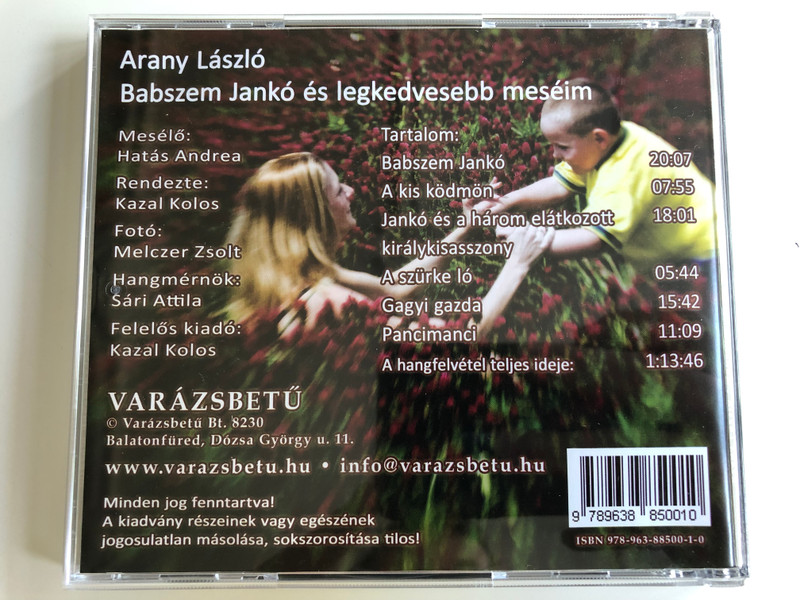 Arany László
Babszem Jankó és legkedvesebb meséim
Mesélő:
Hatás Andrea
Rendezte:
Kazal Kolos
Fotó:
Melczer Zsolt
Hangmérnök:
Sári Attila
Felelős kiadó:
Kazal Kolos
Tartalom:
Babszem Jankó 20:07
A kis ködmön 07:55
Jankó és a három elátkozott 18:01
királykisasszony
A szürke ló 05:44
Gagyi gazda 15:42
Pancimanci 11:09
A hangfelvétel teljes ideje: 1:13:46
VARÁZSBETŰ
© Varázsbetű Bt. 8230
Balatonfüred, Dózsa György u. 11.
www.varazsbetu.hu • info@varazsbetu.hu
Minden jog fenntartva!
A kiadvány részeinek vagy egészének
jogosulatlan másolása, sokszorosítása tilos!
9 789638 850010
ISBN 978-963-88500-1-0